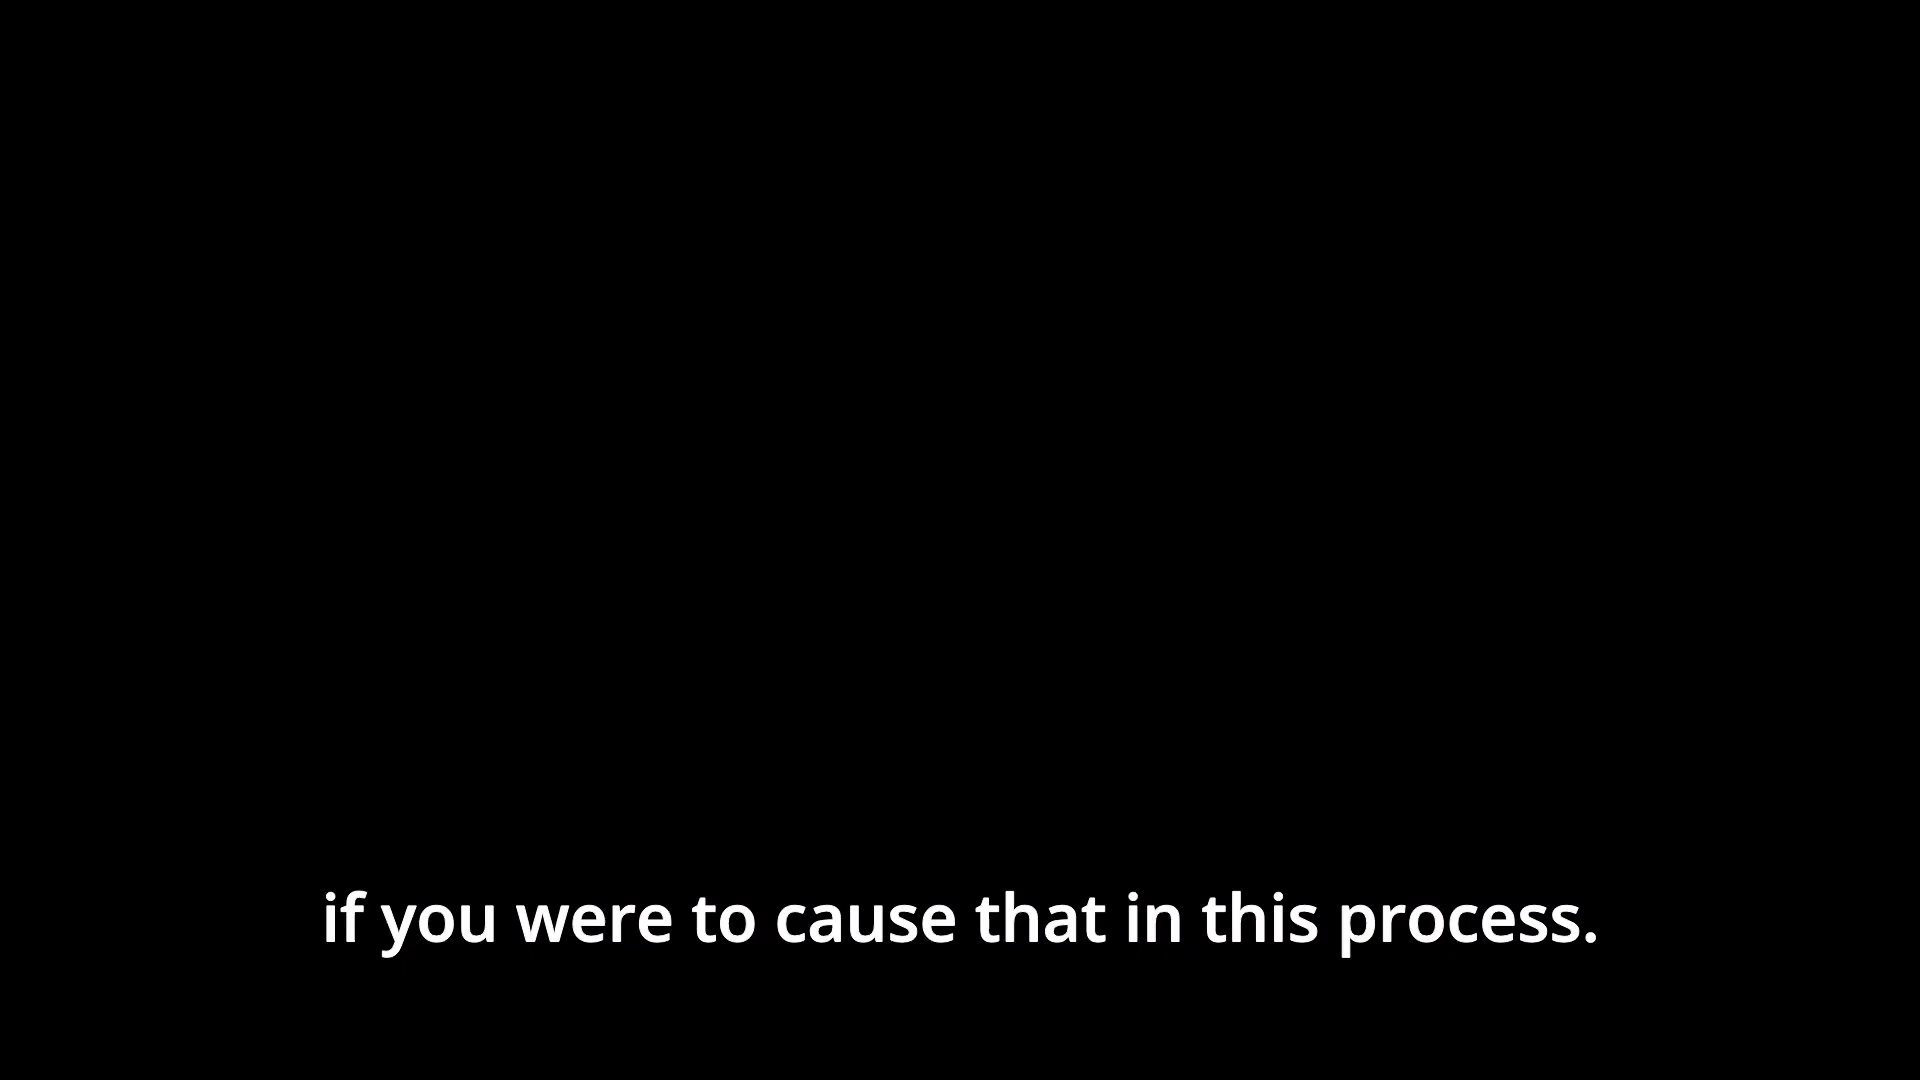 if you were to cause that in this process.